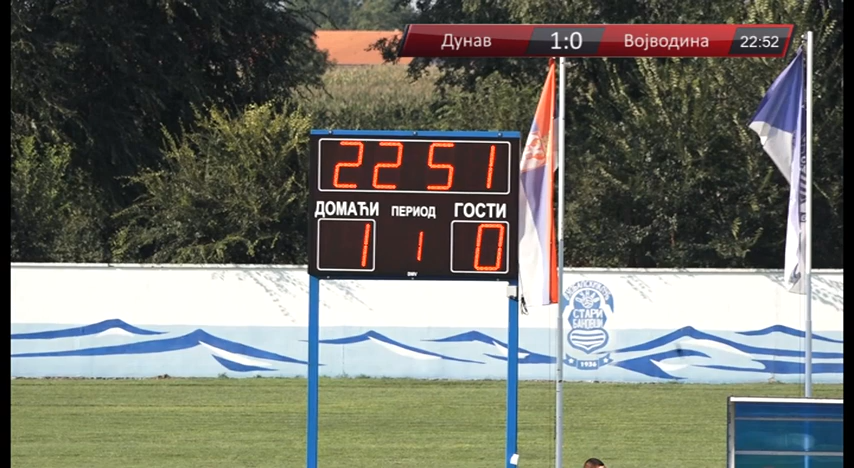 Дунав 1:0 Војводина 22:52
22 51
ДОМАЋИ ПЕРИОД ГОСТИ
1 1 0
СТАРИ
БАНОВЦИ
1936